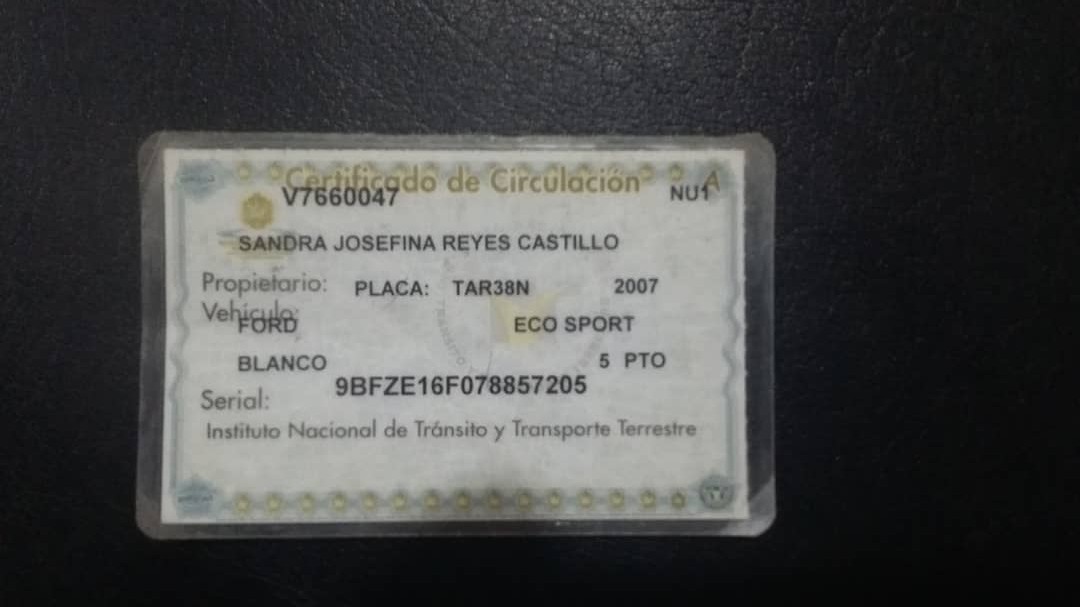 Certificado de Circulación
V7660047 NU1 A
SANDRA JOSEFINA REYES CASTILLO
Propietario: PLACA: TAR38N 2007
Vehículo:
FORD ECO SPORT
BLANCO 5 PTO
9BFZE16F078857205
Serial:
Instituto Nacional de Tránsito y Transporte Terrestre